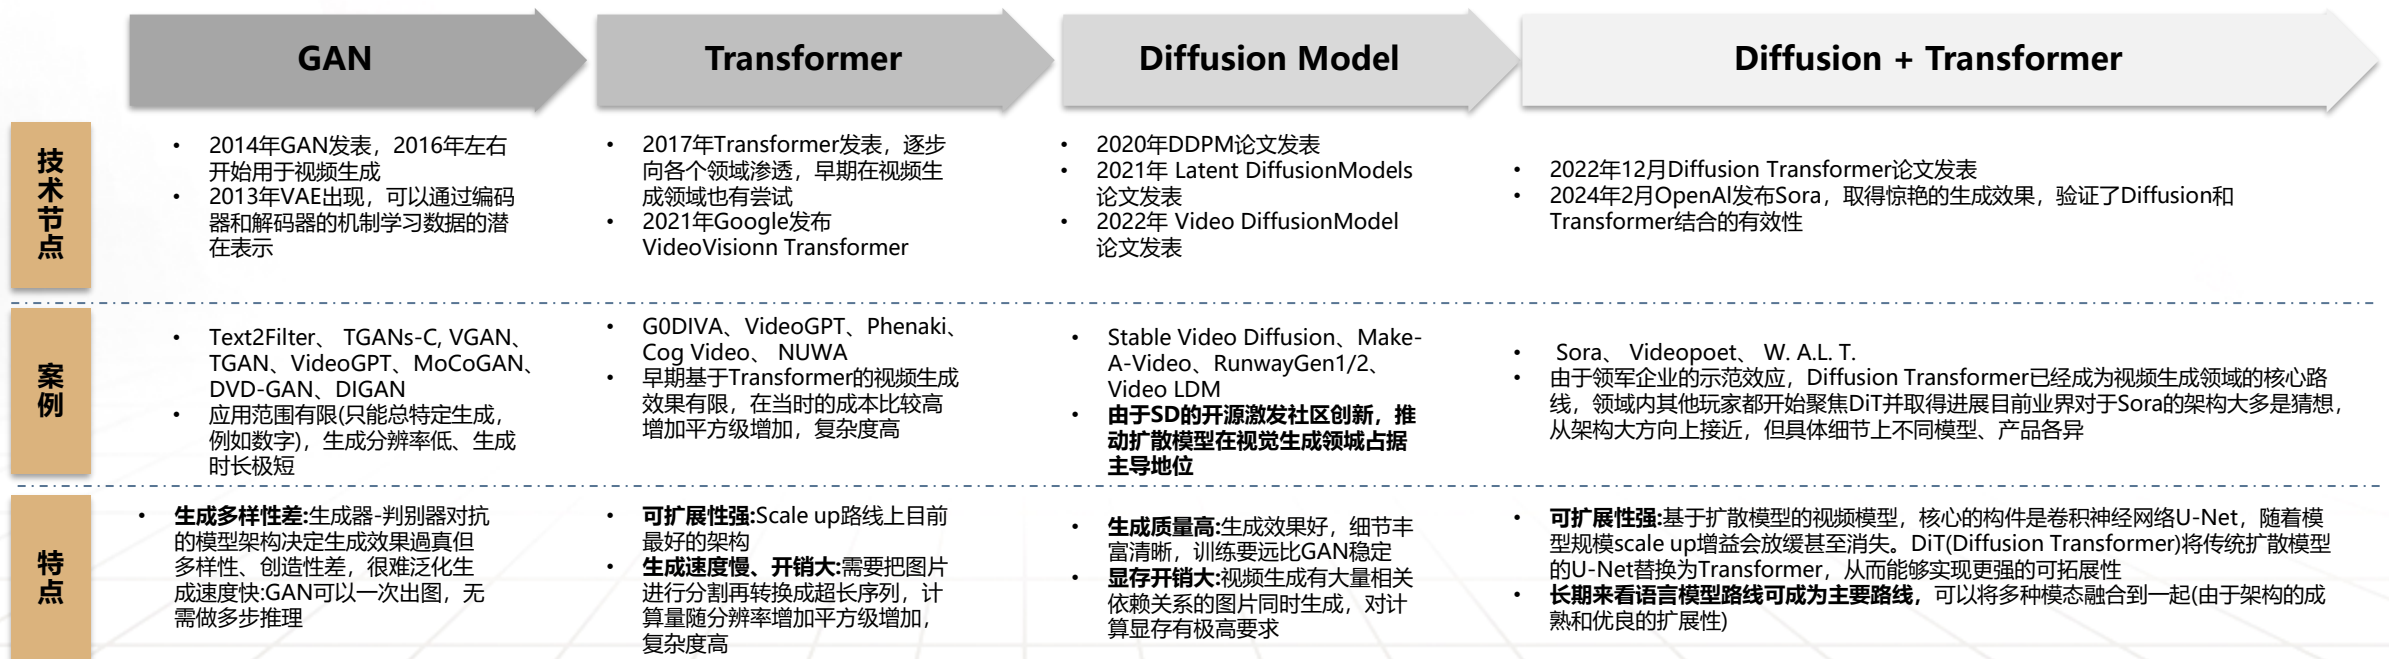 GAN
Transformer
Diffusion Model
Diffusion + Transformer
技术节点
• 2014年GAN发表，2016年左右
开始用于视频生成
• 2013年VAE出现，可以通过编码
器和解码器的机制学习数据的潜
在表示
• 2017年Transformer发表，逐步
向各个领域渗透，早期在视频生
成领域也有尝试
• 2021年Google发布
VideoVisionn Transformer
• 2020年DDPM论文发表
• 2021年 Latent DiffusionModels
论文发表
• 2022年 Video DiffusionModel
论文发表
• 2022年12月Diffusion Transformer论文发表
• 2024年2月OpenAl发布Sora，取得惊艳的生成效果，验证了Diffusion和
Transformer结合的有效性
案例
• Text2Filter、 TGANs-C, VGAN、
TGAN、VideoGPT、MoCoGAN、
DVD-GAN、DIGAN
• 应用范围有限(只能总特定生成，
例如数字)，生成分辨率低、生成
时长极短
• G0DIVA、VideoGPT、Phenaki、
Cog Video、 NUWA
• 早期基于Transformer的视频生成
效果有限，在当时的成本比较高
增加平方级增加，复杂度高
• Stable Video Diffusion、Make-
A-Video、RunwayGen1/2、
Video LDM
• 由于SD的开源激发社区创新，推
动扩散模型在视觉生成领城占据
主导地位
• Sora、 Videopoet、 W. A.L. T.
• 由于领军企业的示范效应，Diffusion Transformer已经成为视频生成领域的核心路
线，领域内其他玩家都开始聚焦DiT并取得进展目前业界对于Sora的架构大多是猜想，
从架构大方向上接近，但具体细节上不同模型、产品各异
特点
• 生成多样性差:生成器-判别器对抗
的模型架构决定生成效果過真但
多样性、创造性差，很难泛化生
成速度快:GAN可以一次出图，无
需做多步推理
• 可扩展性强:Scale up路线上目前
最好的架构
• 生成速度慢、开销大:需要把图片
进行分割再转换成超长序列，计
算量随分辨率增加平方级增加，
复杂度高
• 生成质量高:生成效果好，细节丰
富清晰，训练要远比GAN稳定
• 显存开销大:视频生成有大量相关
依赖关系的图片同时生成，对计
算显存有极高要求
• 可扩展性强:基于扩散模型的视频模型，核心的构件是卷积神经网络U-Net，随着模
型规模scale up增益会放缓甚至消失。DiT(Diffusion Transformer)将传统扩散模型
的U-Net替换为Transformer，从而能够实现更强的可拓展性
• 长期来看语言模型路线可成为主要路线，可以将多种模态融合到一起(由于架构的成
熟和优良的扩展性)